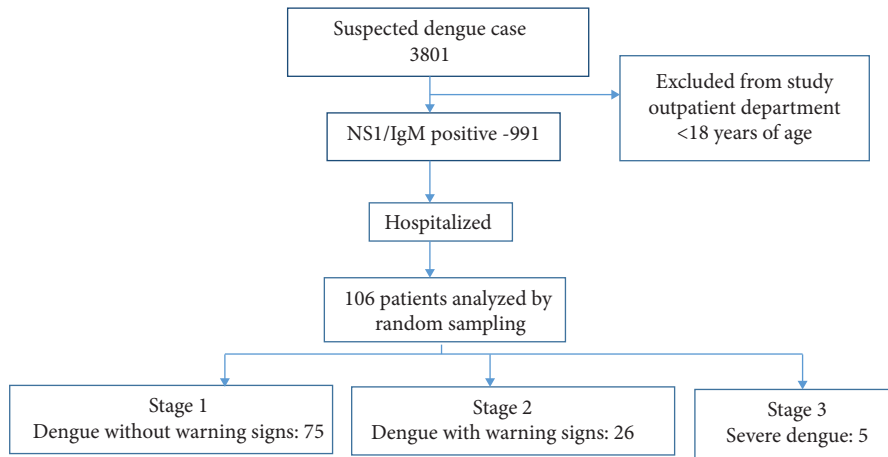 Suspected dengue case
3801
Excluded from study
outpatient department
<18 years of age
NS1/IgM positive -991
Hospitalized
106 patients analyzed by
random sampling
Stage 1
Dengue without warning signs: 75
Stage 2
Dengue with warning signs: 26
Stage 3
Severe dengue: 5